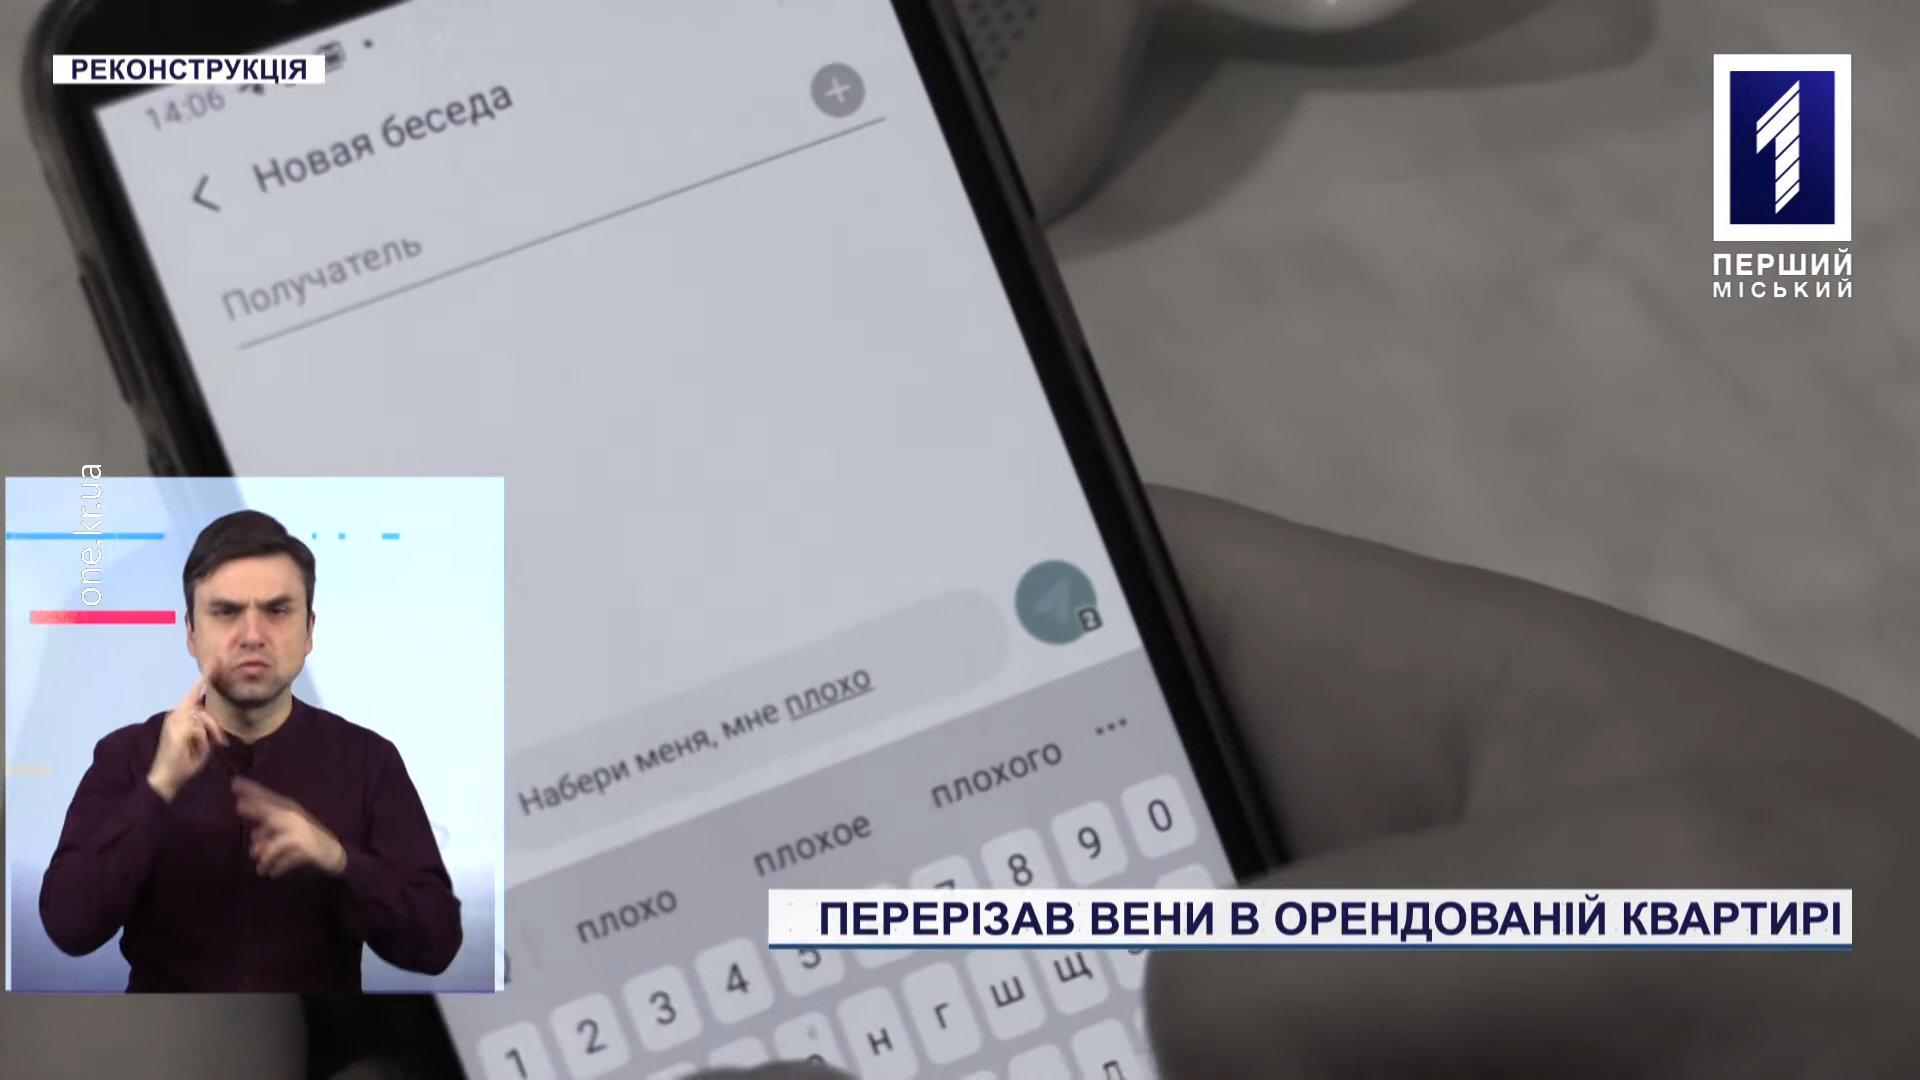 РЕКОНСТРУКЦІЯ
14:06
Новая беседа
Получатель
ПЕРШИЙ
МІСЬКИЙ
one.kr.ua
2
Набери меня, мне плохо
плохо плохое плохого ...
1 2 3 4 5 7 8 9 0
н г ш щ
ПЕРЕРІЗАВ ВЕНИ В ОРЕНДОВАНІЙ КВАРТИРІ